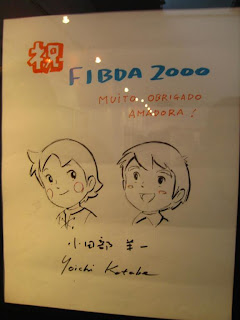 祝
FIBDA 2000
MUITO OBRIGADO
AMADORA!
小田部羊一
Yoichi Kotabe